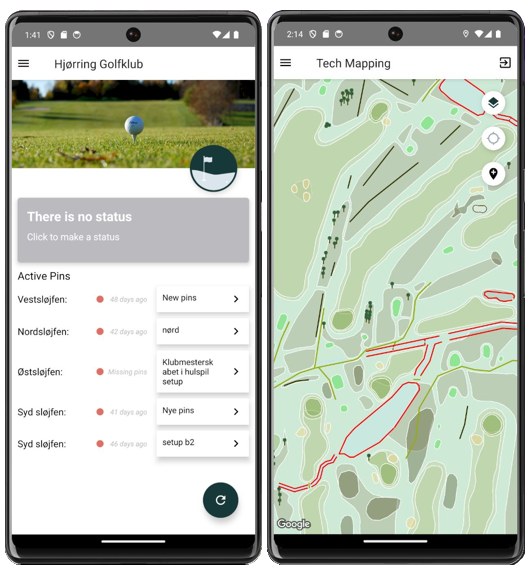 1:41
Hjørring Golfklub
There is no status
Click to make a status
Active Pins
Vestsløjfen: 48 days ago New pins
Nordsløjfen: 42 days ago nørd
Østsløjfen: Missing pins Klubmestersk
abet i hulspil
setup
Syd sløjfen: 41 days ago Nye pins
Syd sløjfen: 46 days ago setup b2
2:14
Tech Mapping
Google